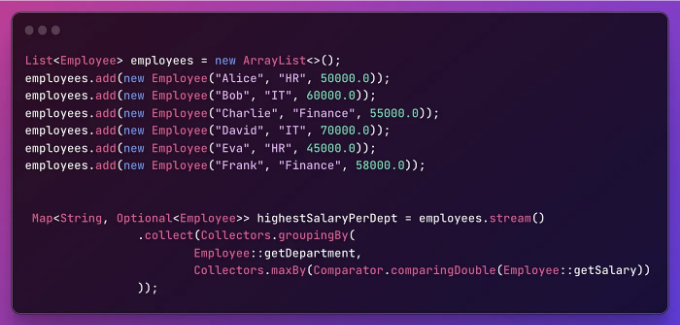 List<Employee> employees = new ArrayList<>();
employees.add(new Employee("Alice", "HR", 50000.0));
employees.add(new Employee("Bob", "IT", 60000.0));
employees.add(new Employee("Charlie", "Finance", 55000.0));
employees.add(new Employee("David", "IT", 70000.0));
employees.add(new Employee("Eva", "HR", 45000.0));
employees.add(new Employee("Frank", "Finance", 58000.0));
Map<String, Optional<Employee>> highestSalaryPerDept = employees.stream()
.collect(Collectors.groupingBy(
Employee::getDepartment,
Collectors.maxBy(Comparator.comparingDouble(Employee::getSalary))
));